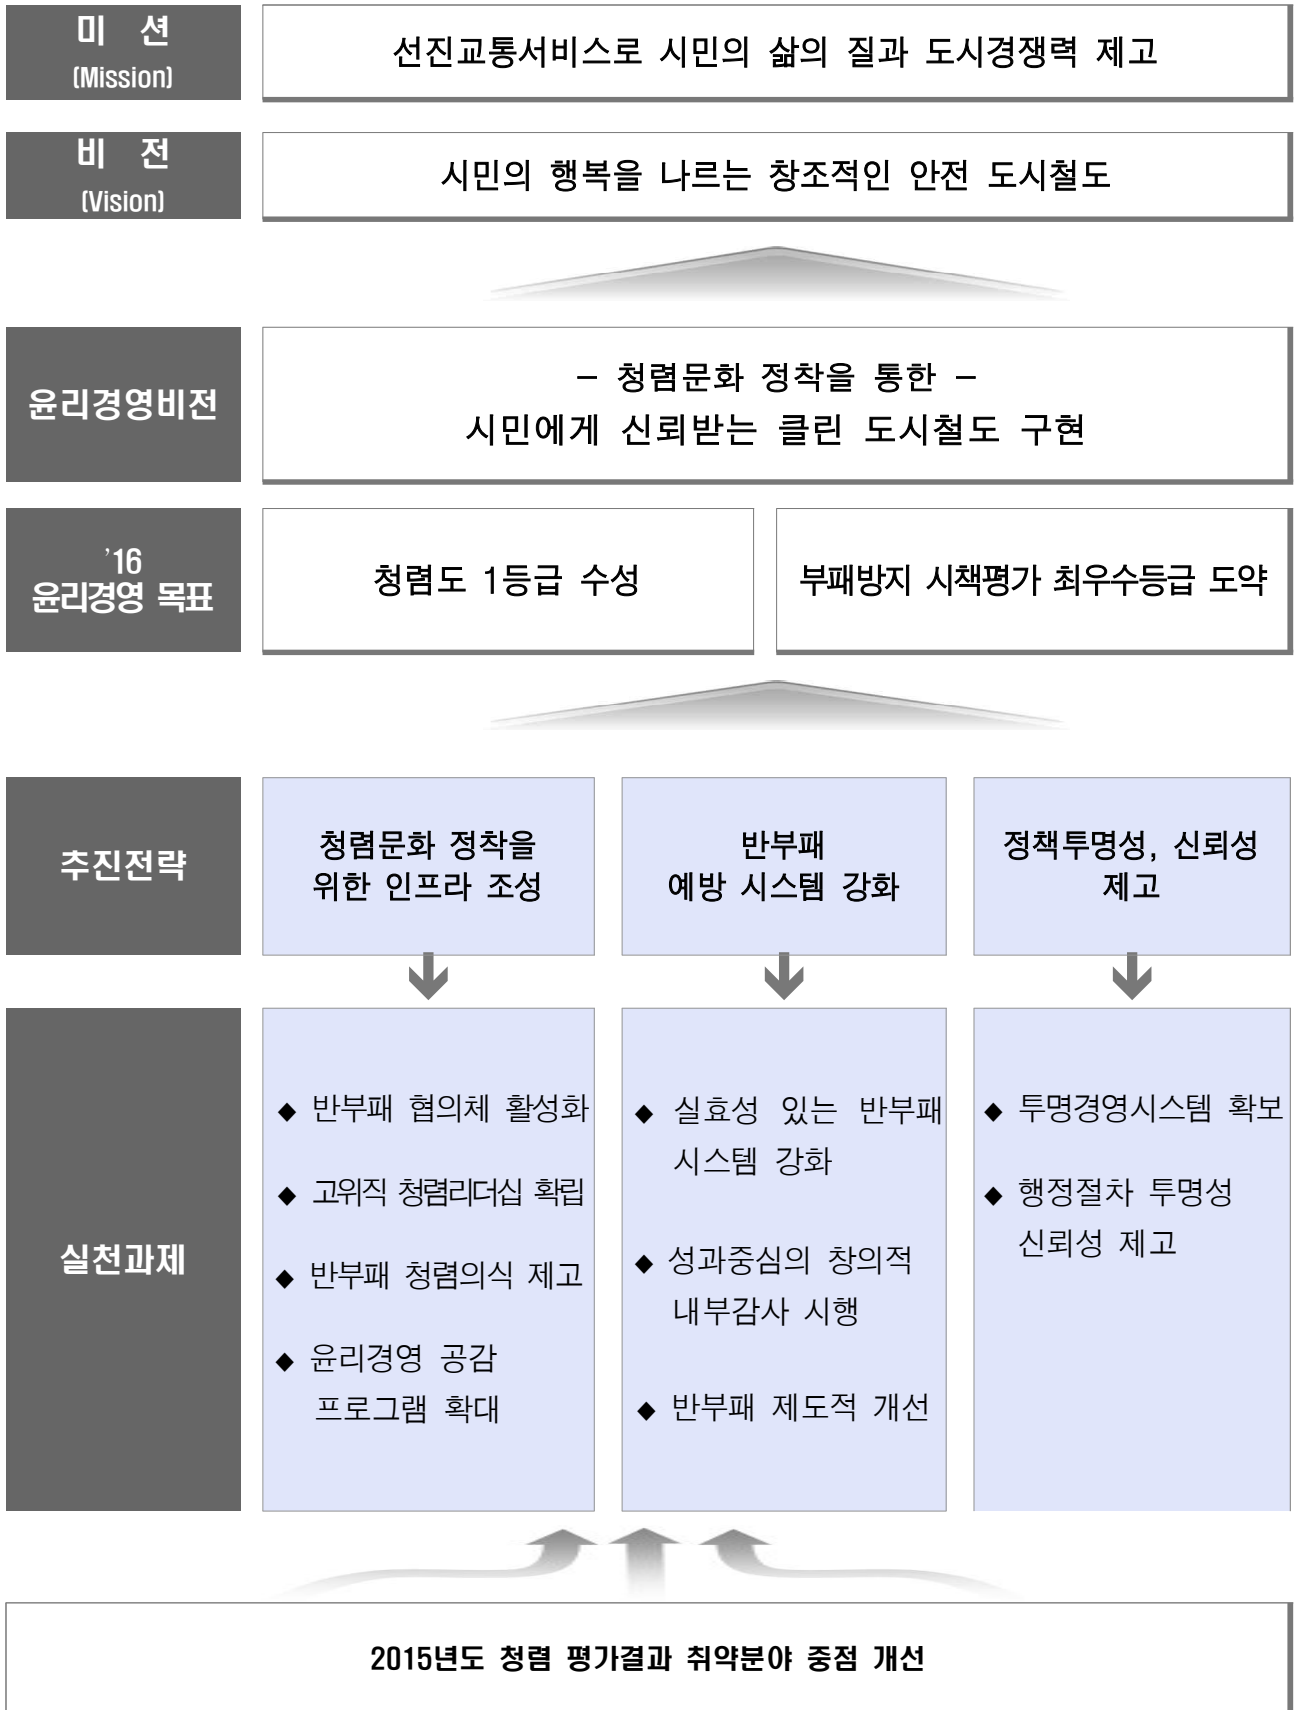 미 션
(Mission)
선진교통서비스로 시민의 삶의 질과 도시경쟁력 제고
비 전
(Vision)
시민의 행복을 나르는 창조적인 안전 도시철도
윤리경영비전
– 청렴문화 정착을 통한 –
시민에게 신뢰받는 클린 도시철도 구현
'16
윤리경영 목표
청렴도 1등급 수성
부패방지 시책평가 최우수등급 도약
추진전략
청렴문화 정착을
위한 인프라 조성
반부패
예방 시스템 강화
정책투명성, 신뢰성
제고
실천과제
◆ 반부패 협의체 활성화
◆ 고위직 청렴리더십 확립
◆ 반부패 청렴의식 제고
◆ 윤리경영 공감
프로그램 확대
◆ 실효성 있는 반부패
시스템 강화
◆ 성과중심의 창의적
내부감사 시행
◆ 반부패 제도적 개선
◆ 투명경영시스템 확보
◆ 행정절차 투명성
신뢰성 제고
2015년도 청렴 평가결과 취약분야 중점 개선